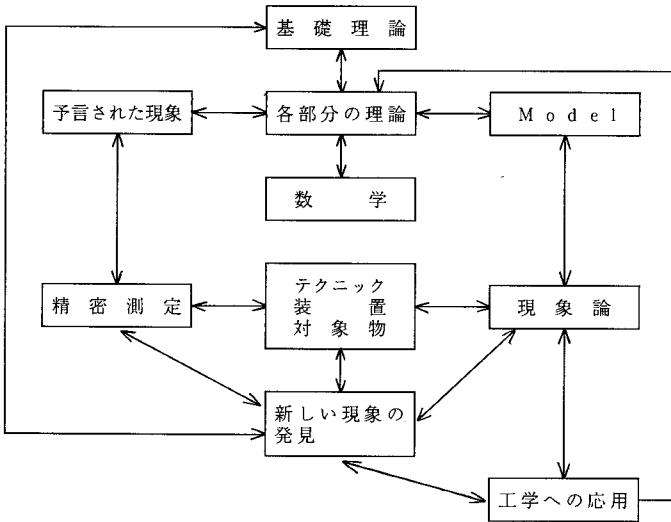 基礎理論
予言された現象
各部分の理論
Model
数学
精密測定
テクニック
装置
対象物
現象論
新しい現象の
発見
工学への応用